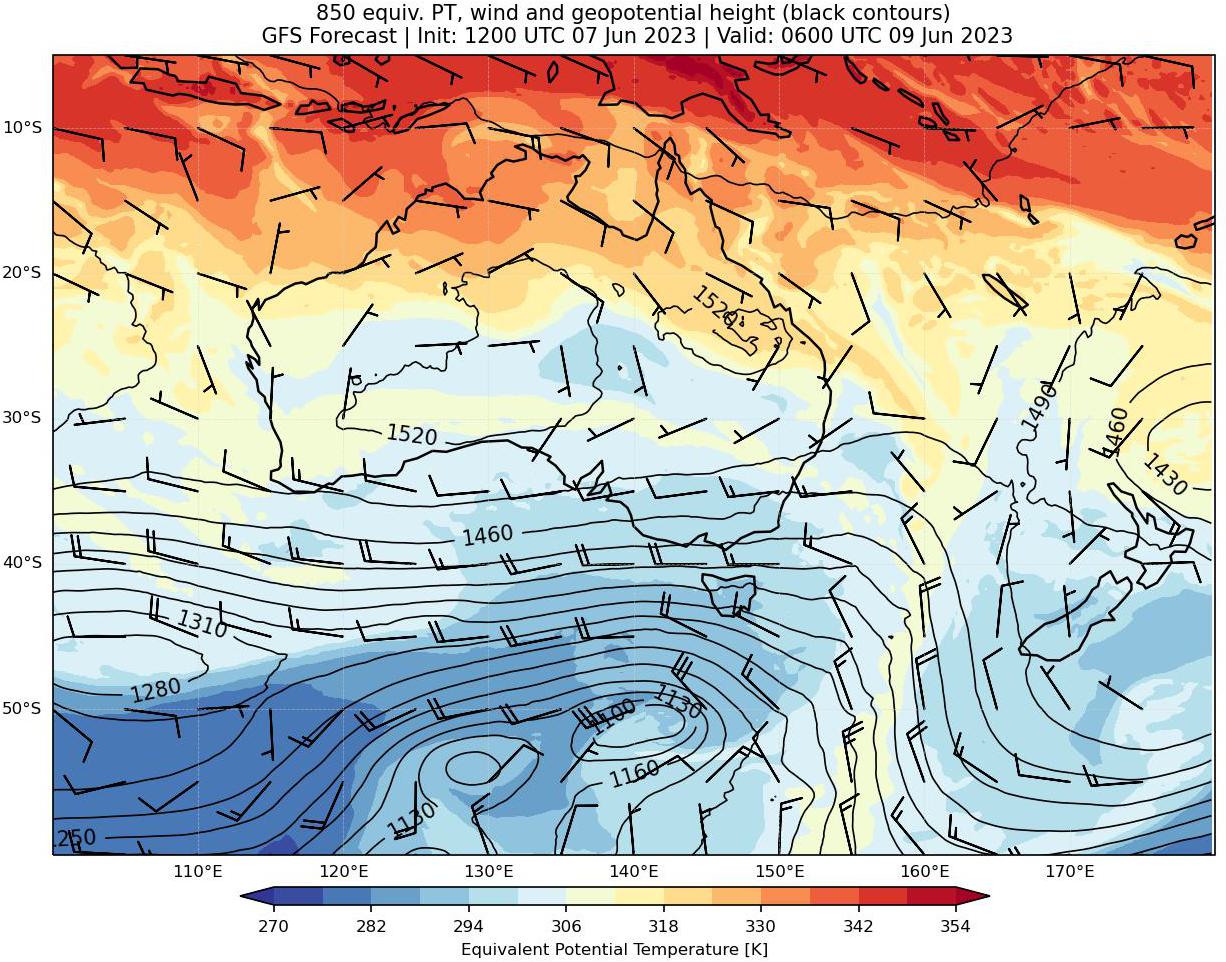 850 equiv. PT, wind and geopotential height (black contours)
GFS Forecast | Init: 1200 UTC 07 Jun 2023 | Valid: 0600 UTC 09 Jun 2023
10°S
20°S
1520
30°S
1520
1490
1460
1430
1460
40°S
1310
1280
50°S
1100
1130
1160
1130
250
110°E
120°E
130°E
140°E
150°E
160°E
170°E
270
282
294
306
318
330
342
354
Equivalent Potential Temperature [K]